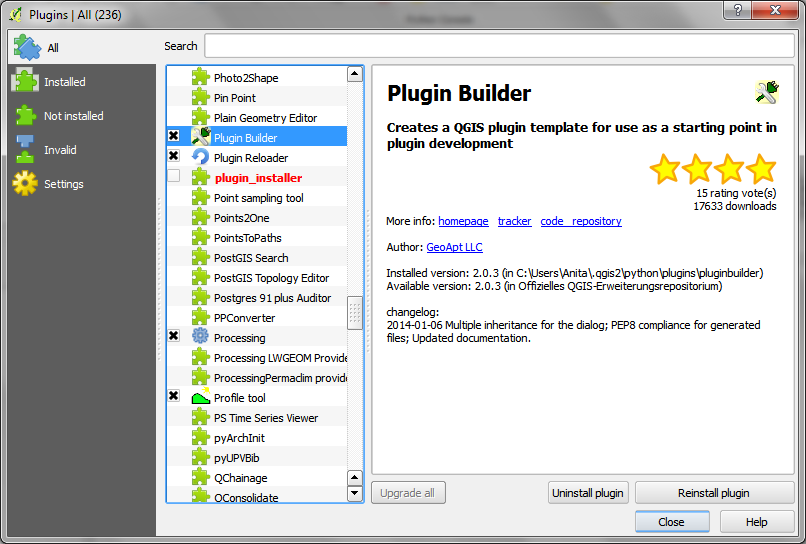 Plugins | All (236)
All
Installed
Not installed
Invalid
Settings
Search
Photo2Shape
Pin Point
Plain Geometry Editor
Plugin Builder
Plugin Reloader
plugin_installer
Point sampling tool
Points2One
PointsToPaths
PostGIS Search
PostGIS Topology Editor
Postgres 91 plus Auditor
PPConverter
Processing
Processing LWGEOM Provide
ProcessingPermaclim provide
Profile tool
PS Time Series Viewer
pyArchInit
pyUPVBib
QChainage
QConsolidate
Plugin Builder
Creates a QGIS plugin template for use as a starting point in
plugin development
15 rating vote(s)
17633 downloads
More info: homepage tracker code_repository
Author: GeoApt LLC
Installed version: 2.0.3 (in C:\Users\Anita\.qgis2\python\plugins\pluginbuilder)
Available version: 2.0.3 (in Offizielles QGIS-Erweiterungsrepositorium)
changelog:
2014-01-06 Multiple inheritance for the dialog; PEP8 compliance for generated
files; Updated documentation.
Upgrade all
Uninstall plugin
Reinstall plugin
Close
Help